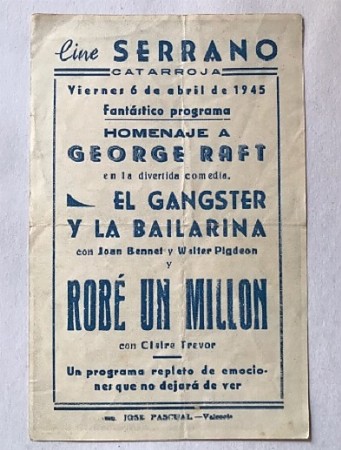 Cine SERRANO
CATARROJA
Viernes 6 de abril de 1945
Fantástico programa
HOMENAJE A
GEORGE RAFT
en la divertida comedia.
EL GANGSTER
Y LA BAILARINA
con Joan Bennet y Walter Pigdeon
y
ROBÉ UN MILLON
con Claire Trevor
Un programa repleto de emocio-
nes que no dejará de ver
JOSE PASCUAL.—Valencia